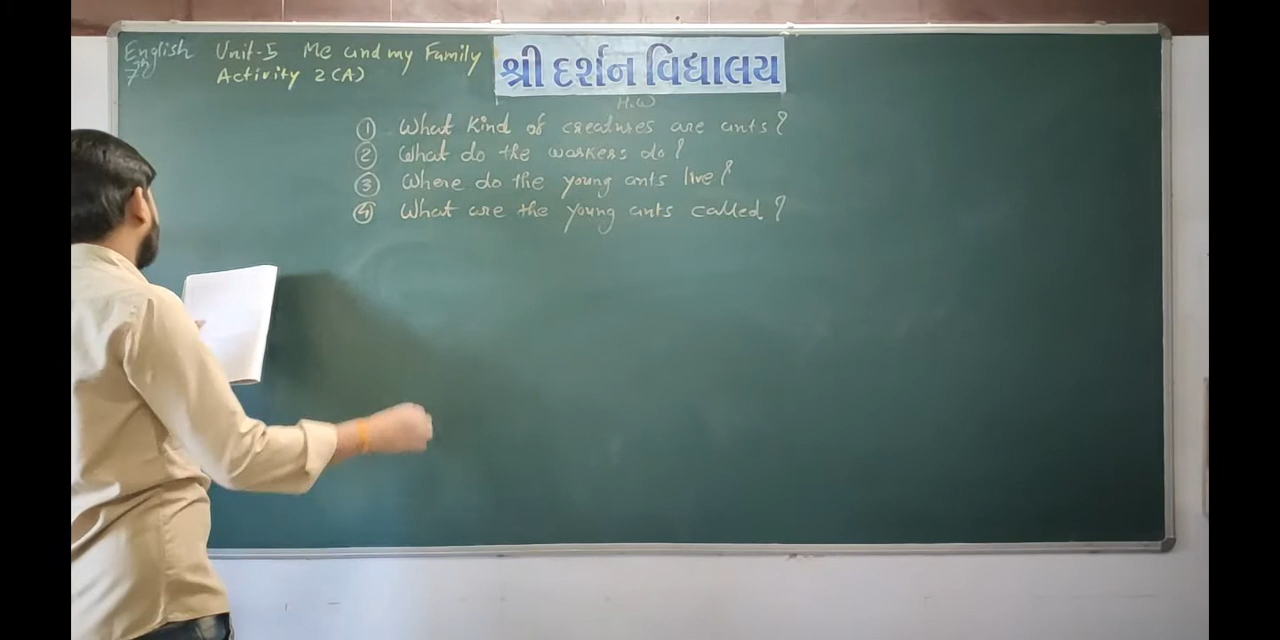 English Unit-5 Me and my Family
7th Activity 2(A)
શ્રી દર્શન વિદ્યાલય
H.W
① What kind of creatures are ants?
② What do the workers do?
③ Where do the young ants live?
④ What are the young ants called?